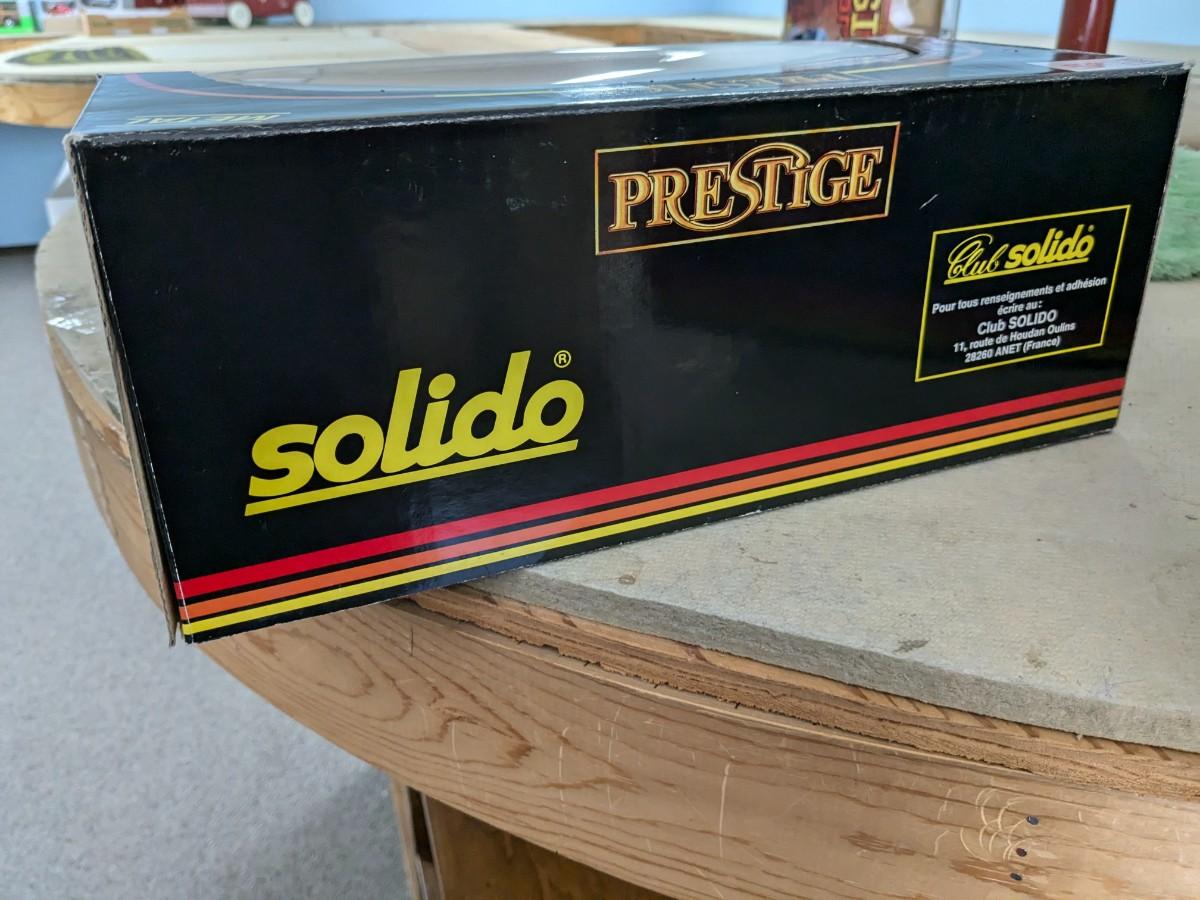 METAL
PRESTIGE
Club solido®
Pour tous renseignements et adhésion
écrire au:
Club SOLIDO
11, route de Houdan Oulins
28260 ANET (France)
solido®